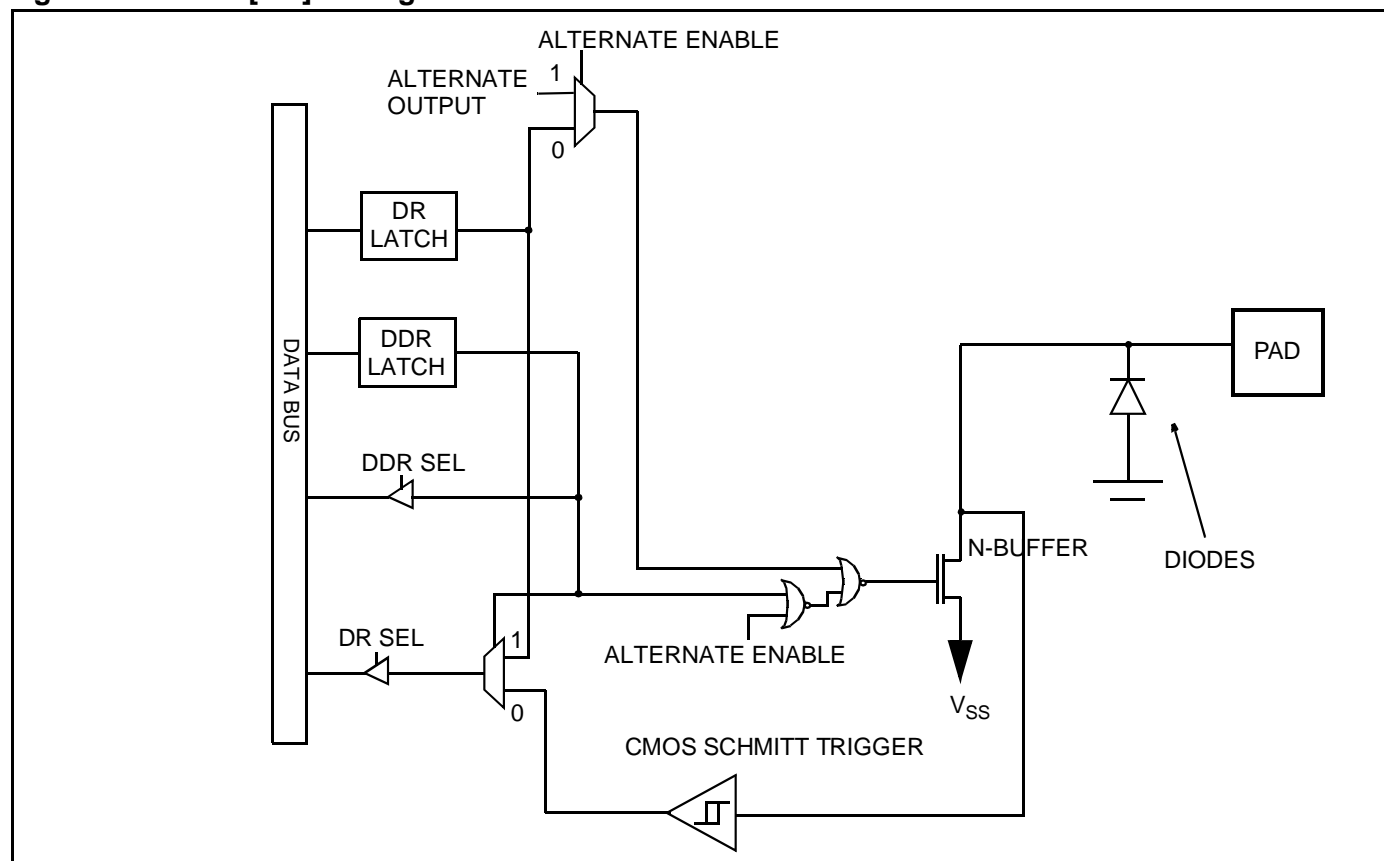 ALTERNATE ENABLE
ALTERNATE
OUTPUT
1
0
DR
LATCH
DDR
LATCH
DATA BUS
PAD
DDR SEL
N-BUFFER
DIODES
DR SEL
1
ALTERNATE ENABLE
0
VSS
CMOS SCHMITT TRIGGER